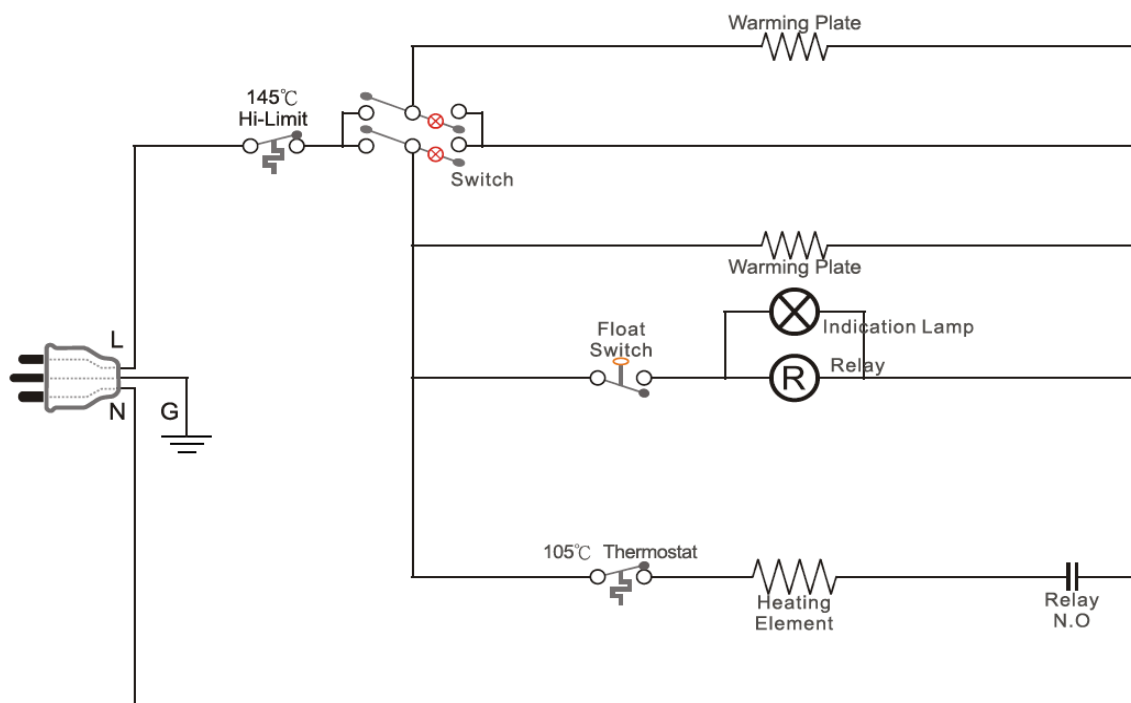 Warming Plate
145℃
Hi-Limit
Switch
Warming Plate
Indication Lamp
Float
Switch
Relay
R
L
N
G
105℃ Thermostat
Heating
Element
Relay
N.O